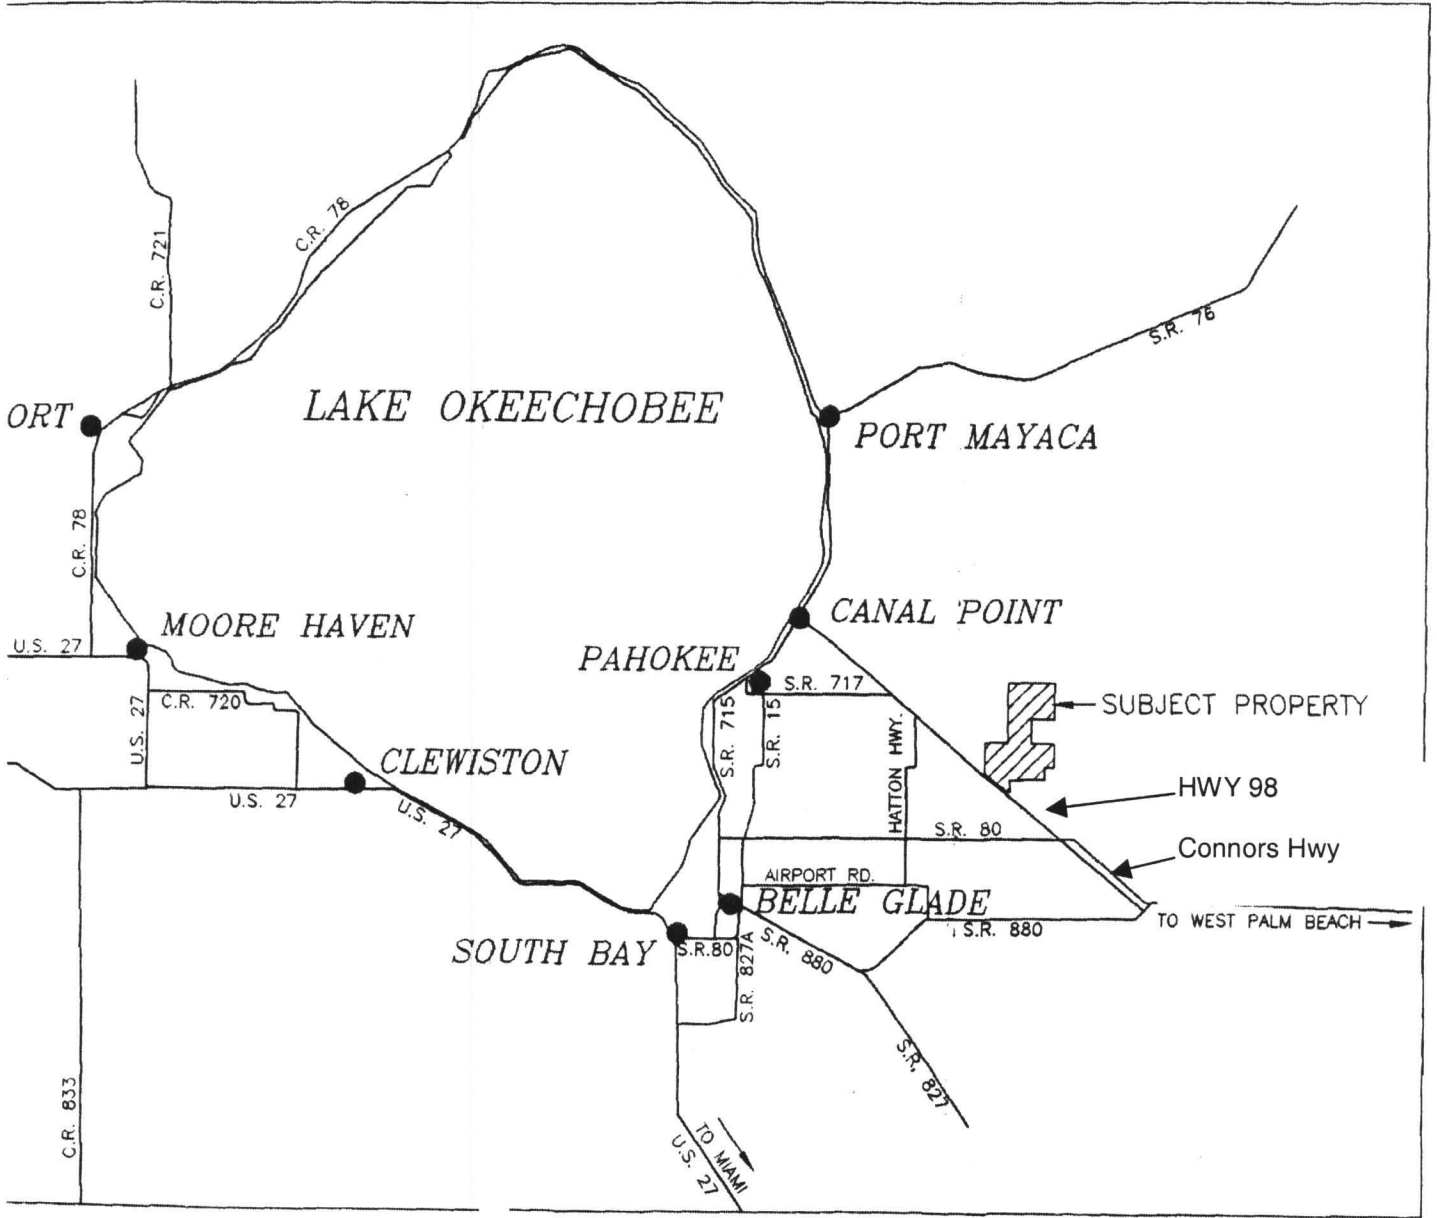 C.R. 78
C.R. 721
S.R. 76
LAKE OKEECHOBEE
ORT
PORT MAYACA
C.R. 78
CANAL POINT
MOORE HAVEN
U.S. 27
PAHOKEE
S.R. 717
C.R. 720
U.S. 27
S.R. 715
S.R. 15
HATTON HWY.
SUBJECT PROPERTY
CLEWISTON
HWY 98
U.S. 27
U.S. 27
S.R. 80
Connors Hwy
AIRPORT RD.
BELLE GLADE
TO WEST PALM BEACH
S.R. 880
SOUTH BAY
S.R.80
S.R. 827A
S.R. 880
S.R. 827
C.R. 833
TO MIAMI
U.S. 27